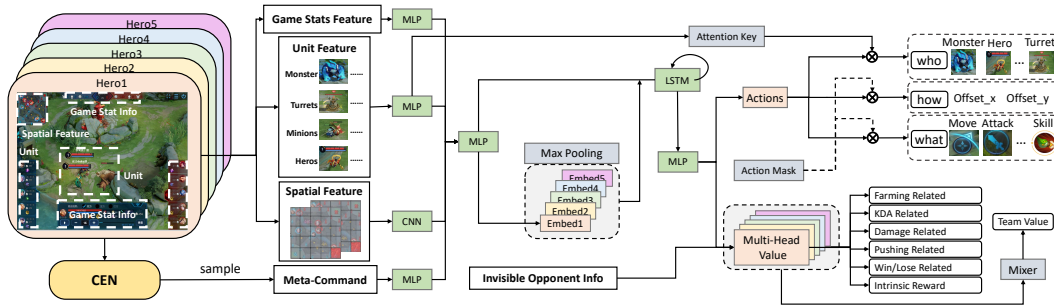 Hero5
Hero4
Hero3
Hero2
Hero1
Game Stat Info
Spatial Feature
Unit
Unit
Game Stat Info
CEN
sample
Game Stats Feature
MLP
Unit Feature
Monster ......
Turrets ......
Minions ......
Heros ......
MLP
Spatial Feature
CNN
Meta-Command
MLP
MLP
Max Pooling
Embed5
Embed4
Embed3
Embed2
Embed1
Invisible Opponent Info
Attention Key
LSTM
MLP
Actions
Action Mask
Multi-Head
Value
Monster Hero Turret
who ...
how Offset_x Offset_y
Move Attack Skill
what ...
Farming Related
KDA Related
Damage Related
Pushing Related
Win/Lose Related
Intrinsic Reward
Team Value
Mixer